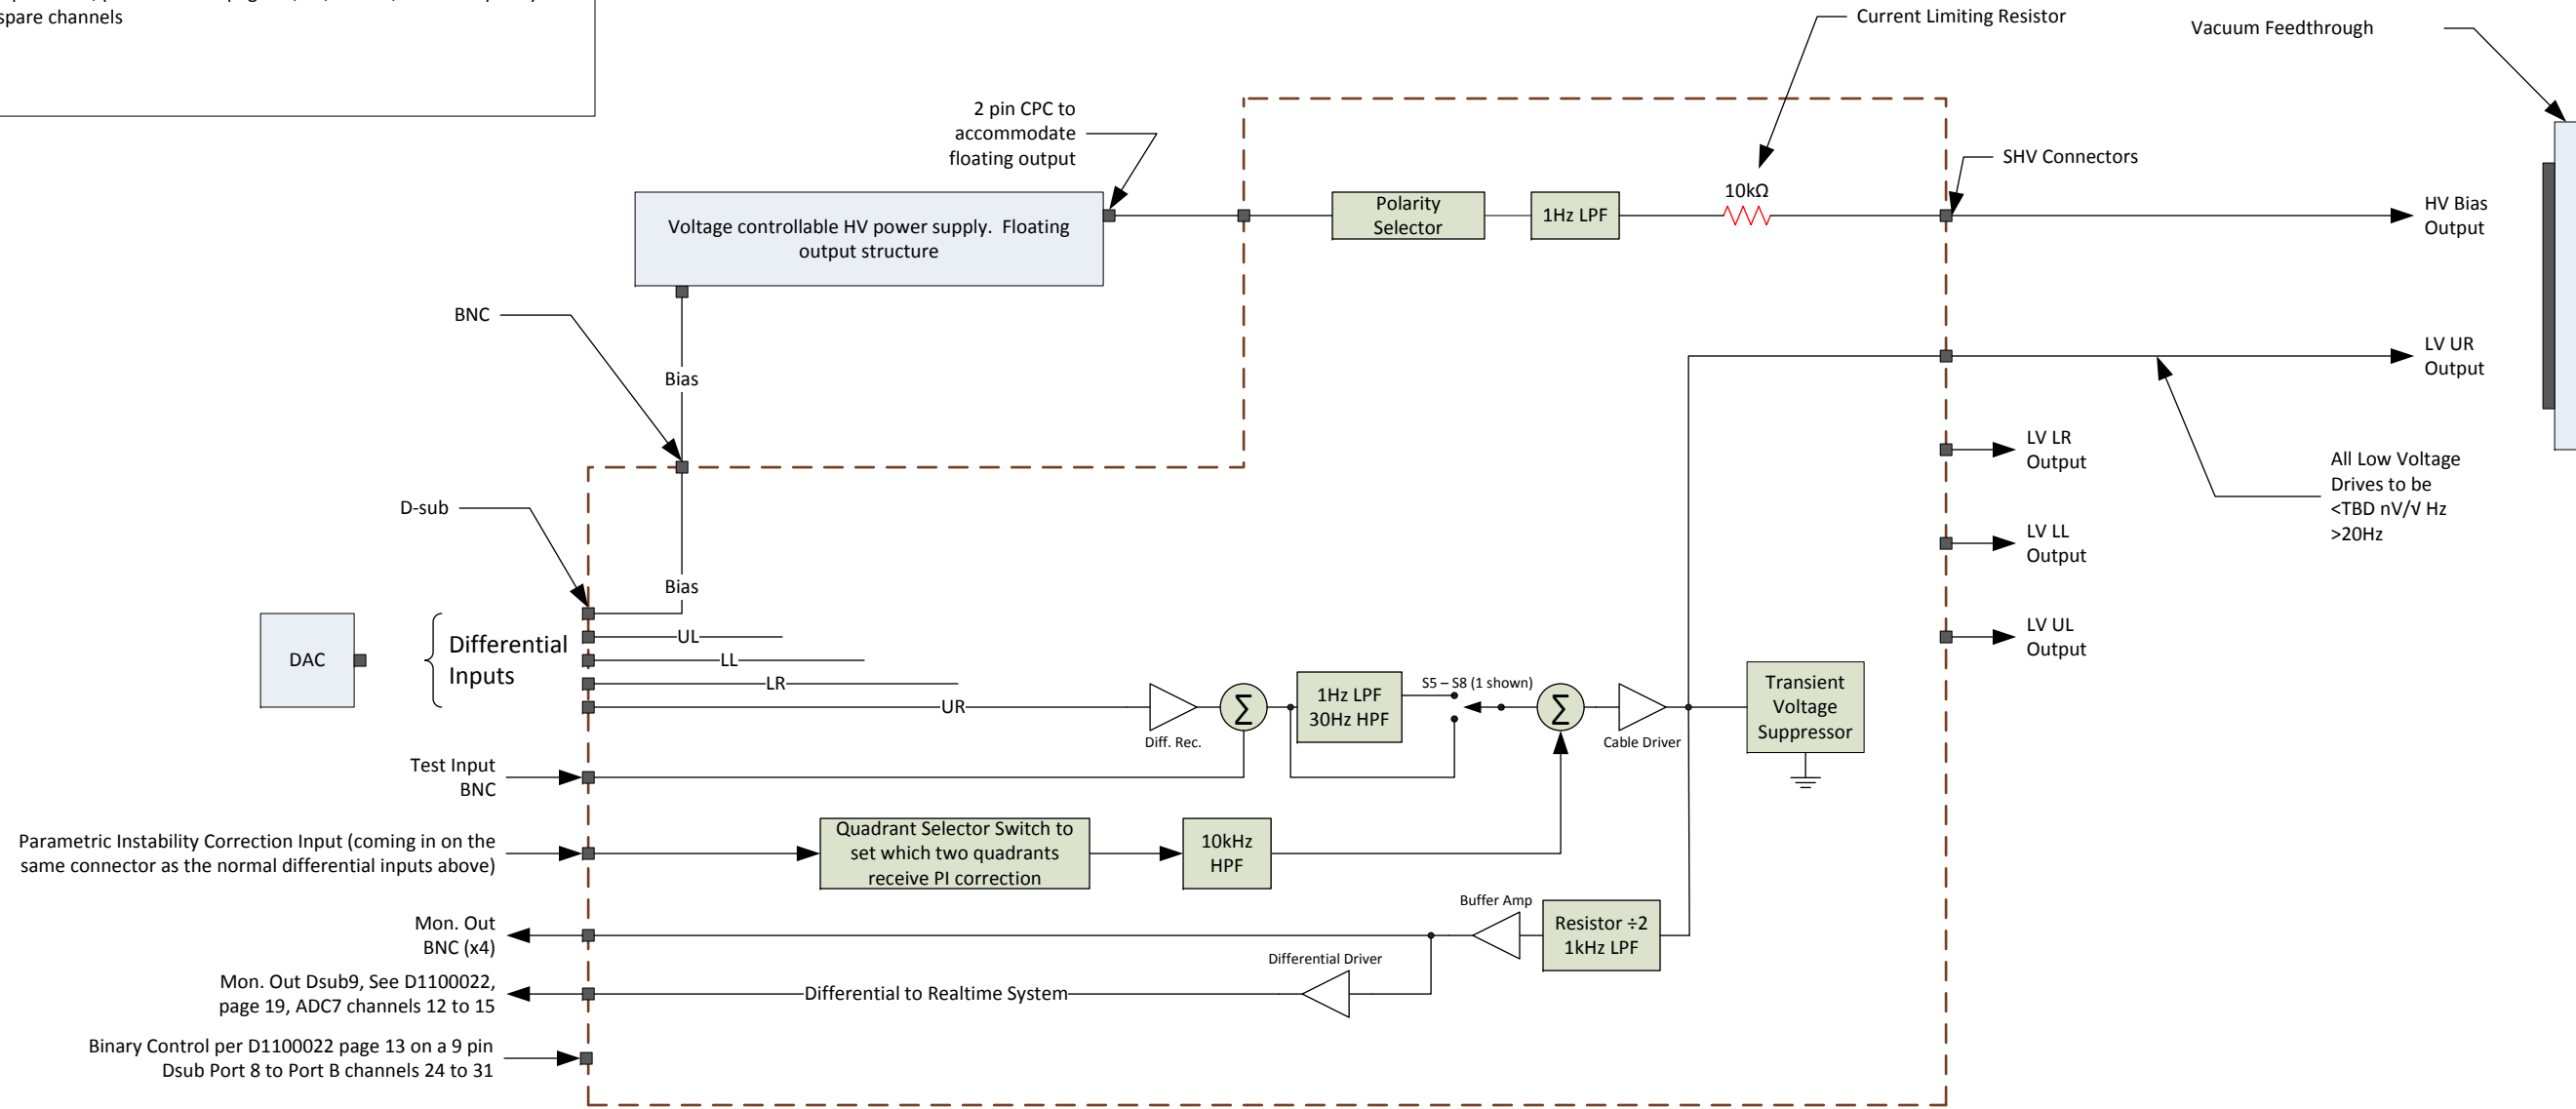 spare channels
Current Limiting Resistor
Vacuum Feedthrough
2 pin CPC to
accommodate
floating output
SHV Connectors
Voltage controllable HV power supply.  Floating
output structure
Polarity
Selector
1Hz LPF
10kΩ
HV Bias
Output
BNC
Bias
LV UR
Output
LV LR
Output
All Low Voltage
Drives to be
<TBD nV/√ Hz
>20Hz
D-sub
LV LL
Output
Bias
DAC
Differential
Inputs
UL
LL
LR
UR
LV UL
Output
Diff. Rec.
∑
1Hz LPF
30Hz HPF
S5 – S8 (1 shown)
∑
Cable Driver
Transient
Voltage
Suppressor
Test Input
BNC
Parametric Instability Correction Input (coming in on the
same connector as the normal differential inputs above)
Quadrant Selector Switch to
set which two quadrants
receive PI correction
10kHz
HPF
Mon. Out
BNC (x4)
Buffer Amp
Resistor ÷2
1kHz LPF
Mon. Out Dsub9, See D1100022,
page 19, ADC7 channels 12 to 15
Differential to Realtime System
Differential Driver
Binary Control per D1100022 page 13 on a 9 pin
Dsub Port 8 to Port B channels 24 to 31